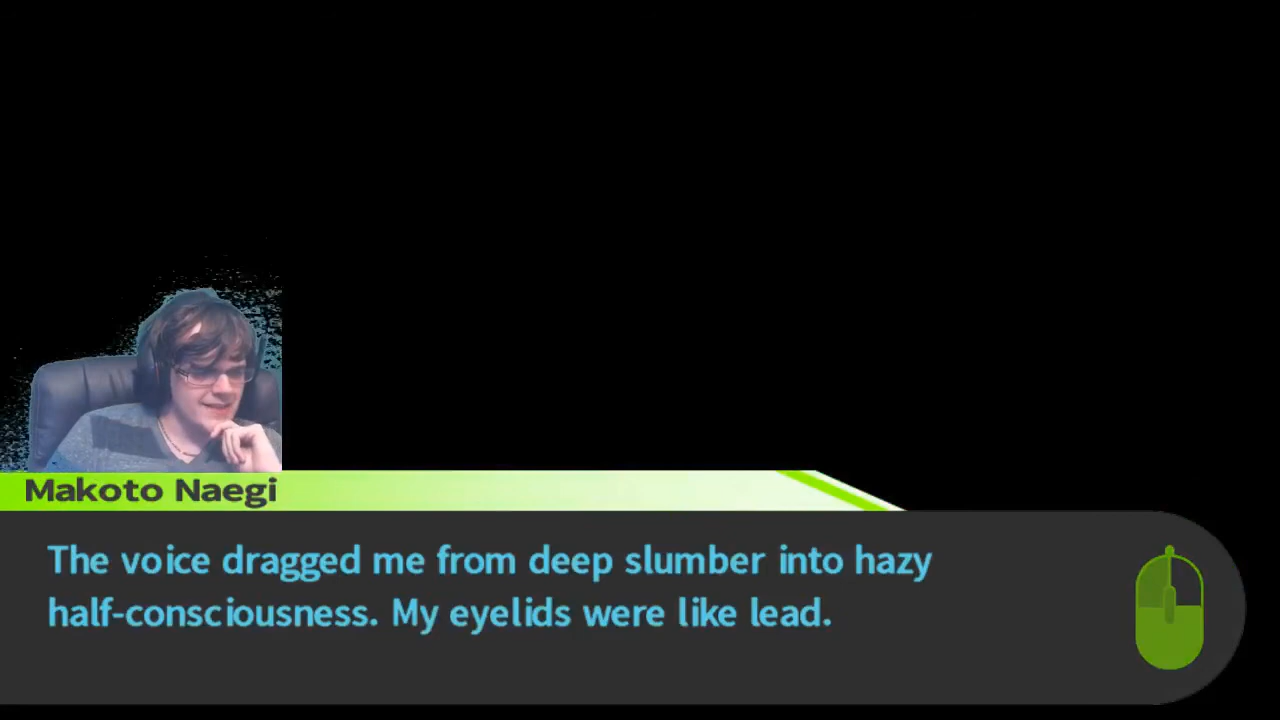 Makoto Naegi
The voice dragged me from deep slumber into hazy
half-consciousness. My eyelids were like lead.